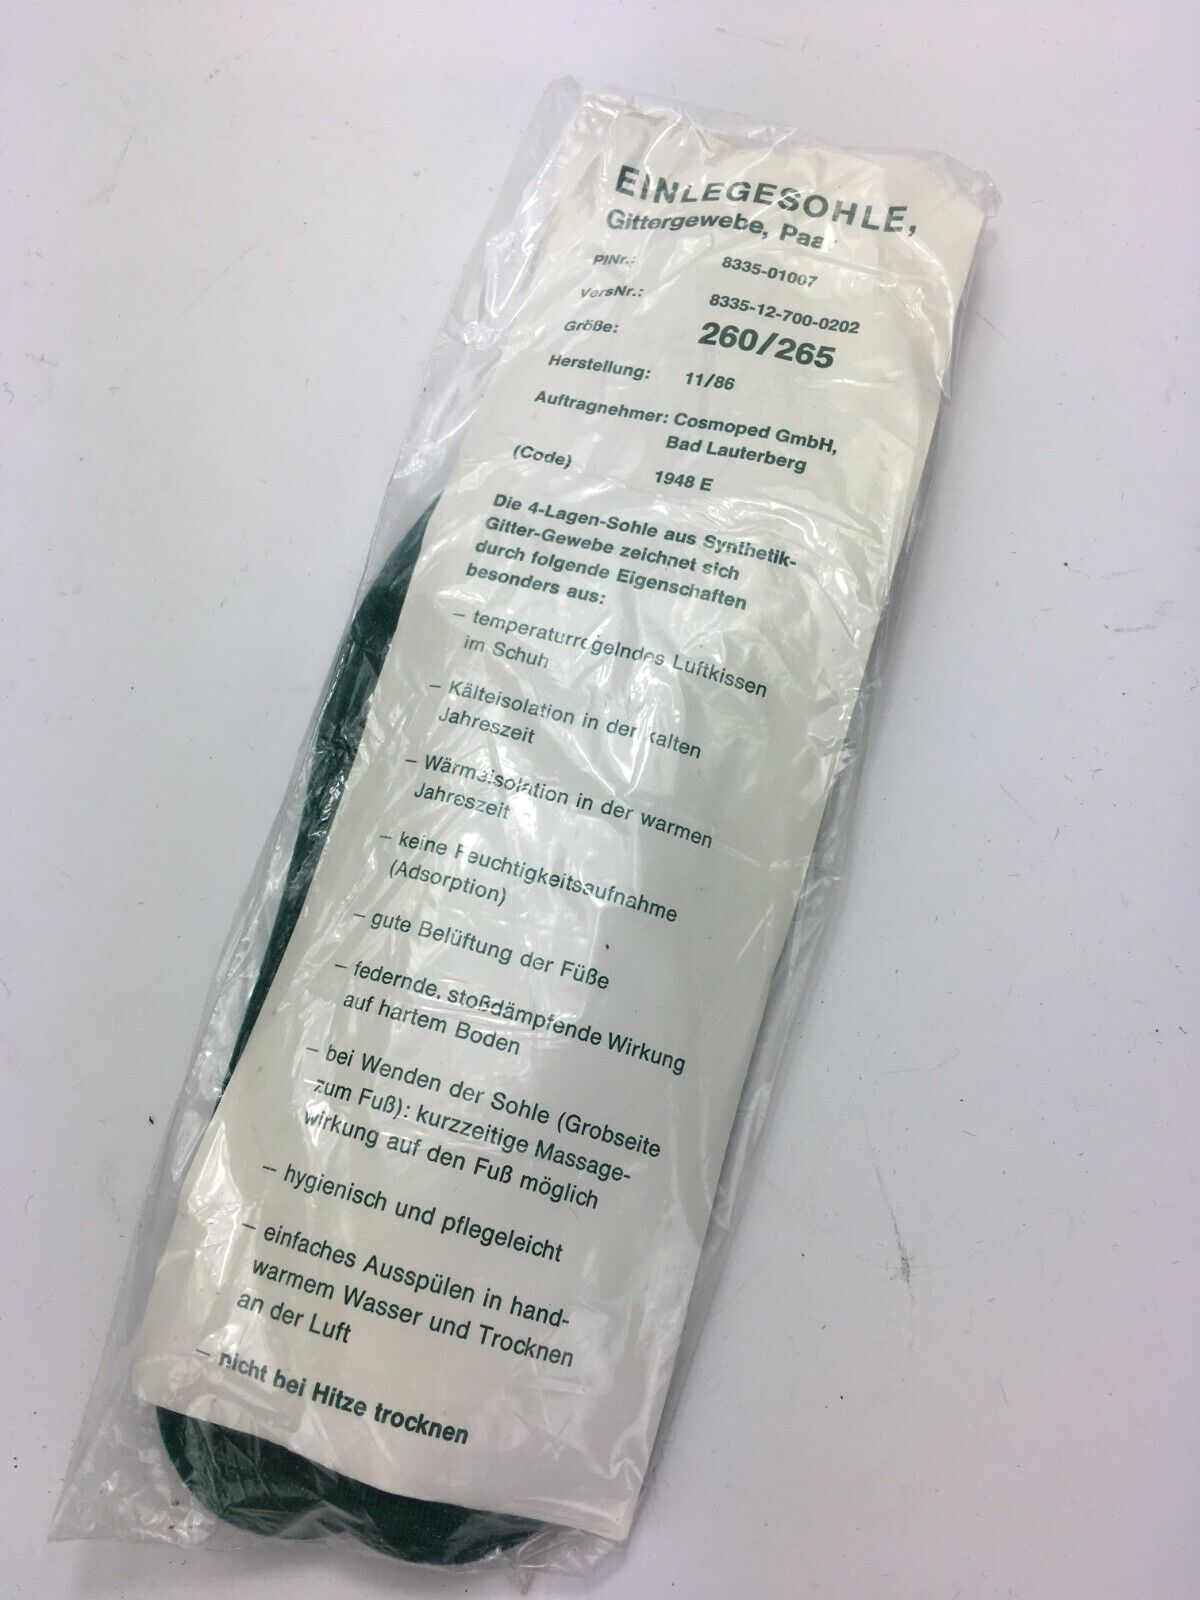 EINLEGESOHLE,
Gittergewebe, Paar
PlNr.: 8335-01007
VersNr.: 8335-12-700-0202
Größe: 260/265
Herstellung: 11/86
Auftragnehmer: Cosmoped GmbH,
Bad Lauterberg
(Code) 1948 E
Die 4-Lagen-Sohle aus Synthetik-
Gitter-Gewebe zeichnet sich
durch folgende Eigenschaften
besonders aus:
– temperaturregelndes Luftkissen
im Schuh
– Kälteisolation in der kalten
Jahreszeit
– Wärmeisolation in der warmen
Jahreszeit
– keine Feuchtigkeitsaufnahme
(Adsorption)
– gute Belüftung der Füße
– federnde, stoßdämpfende Wirkung
auf hartem Boden
– bei Wenden der Sohle (Grobseite
zum Fuß): kurzzeitige Massage-
wirkung auf den Fuß möglich
– hygienisch und pflegeleicht
– einfaches Ausspülen in hand-
warmem Wasser und Trocknen
an der Luft
– nicht bei Hitze trocknen